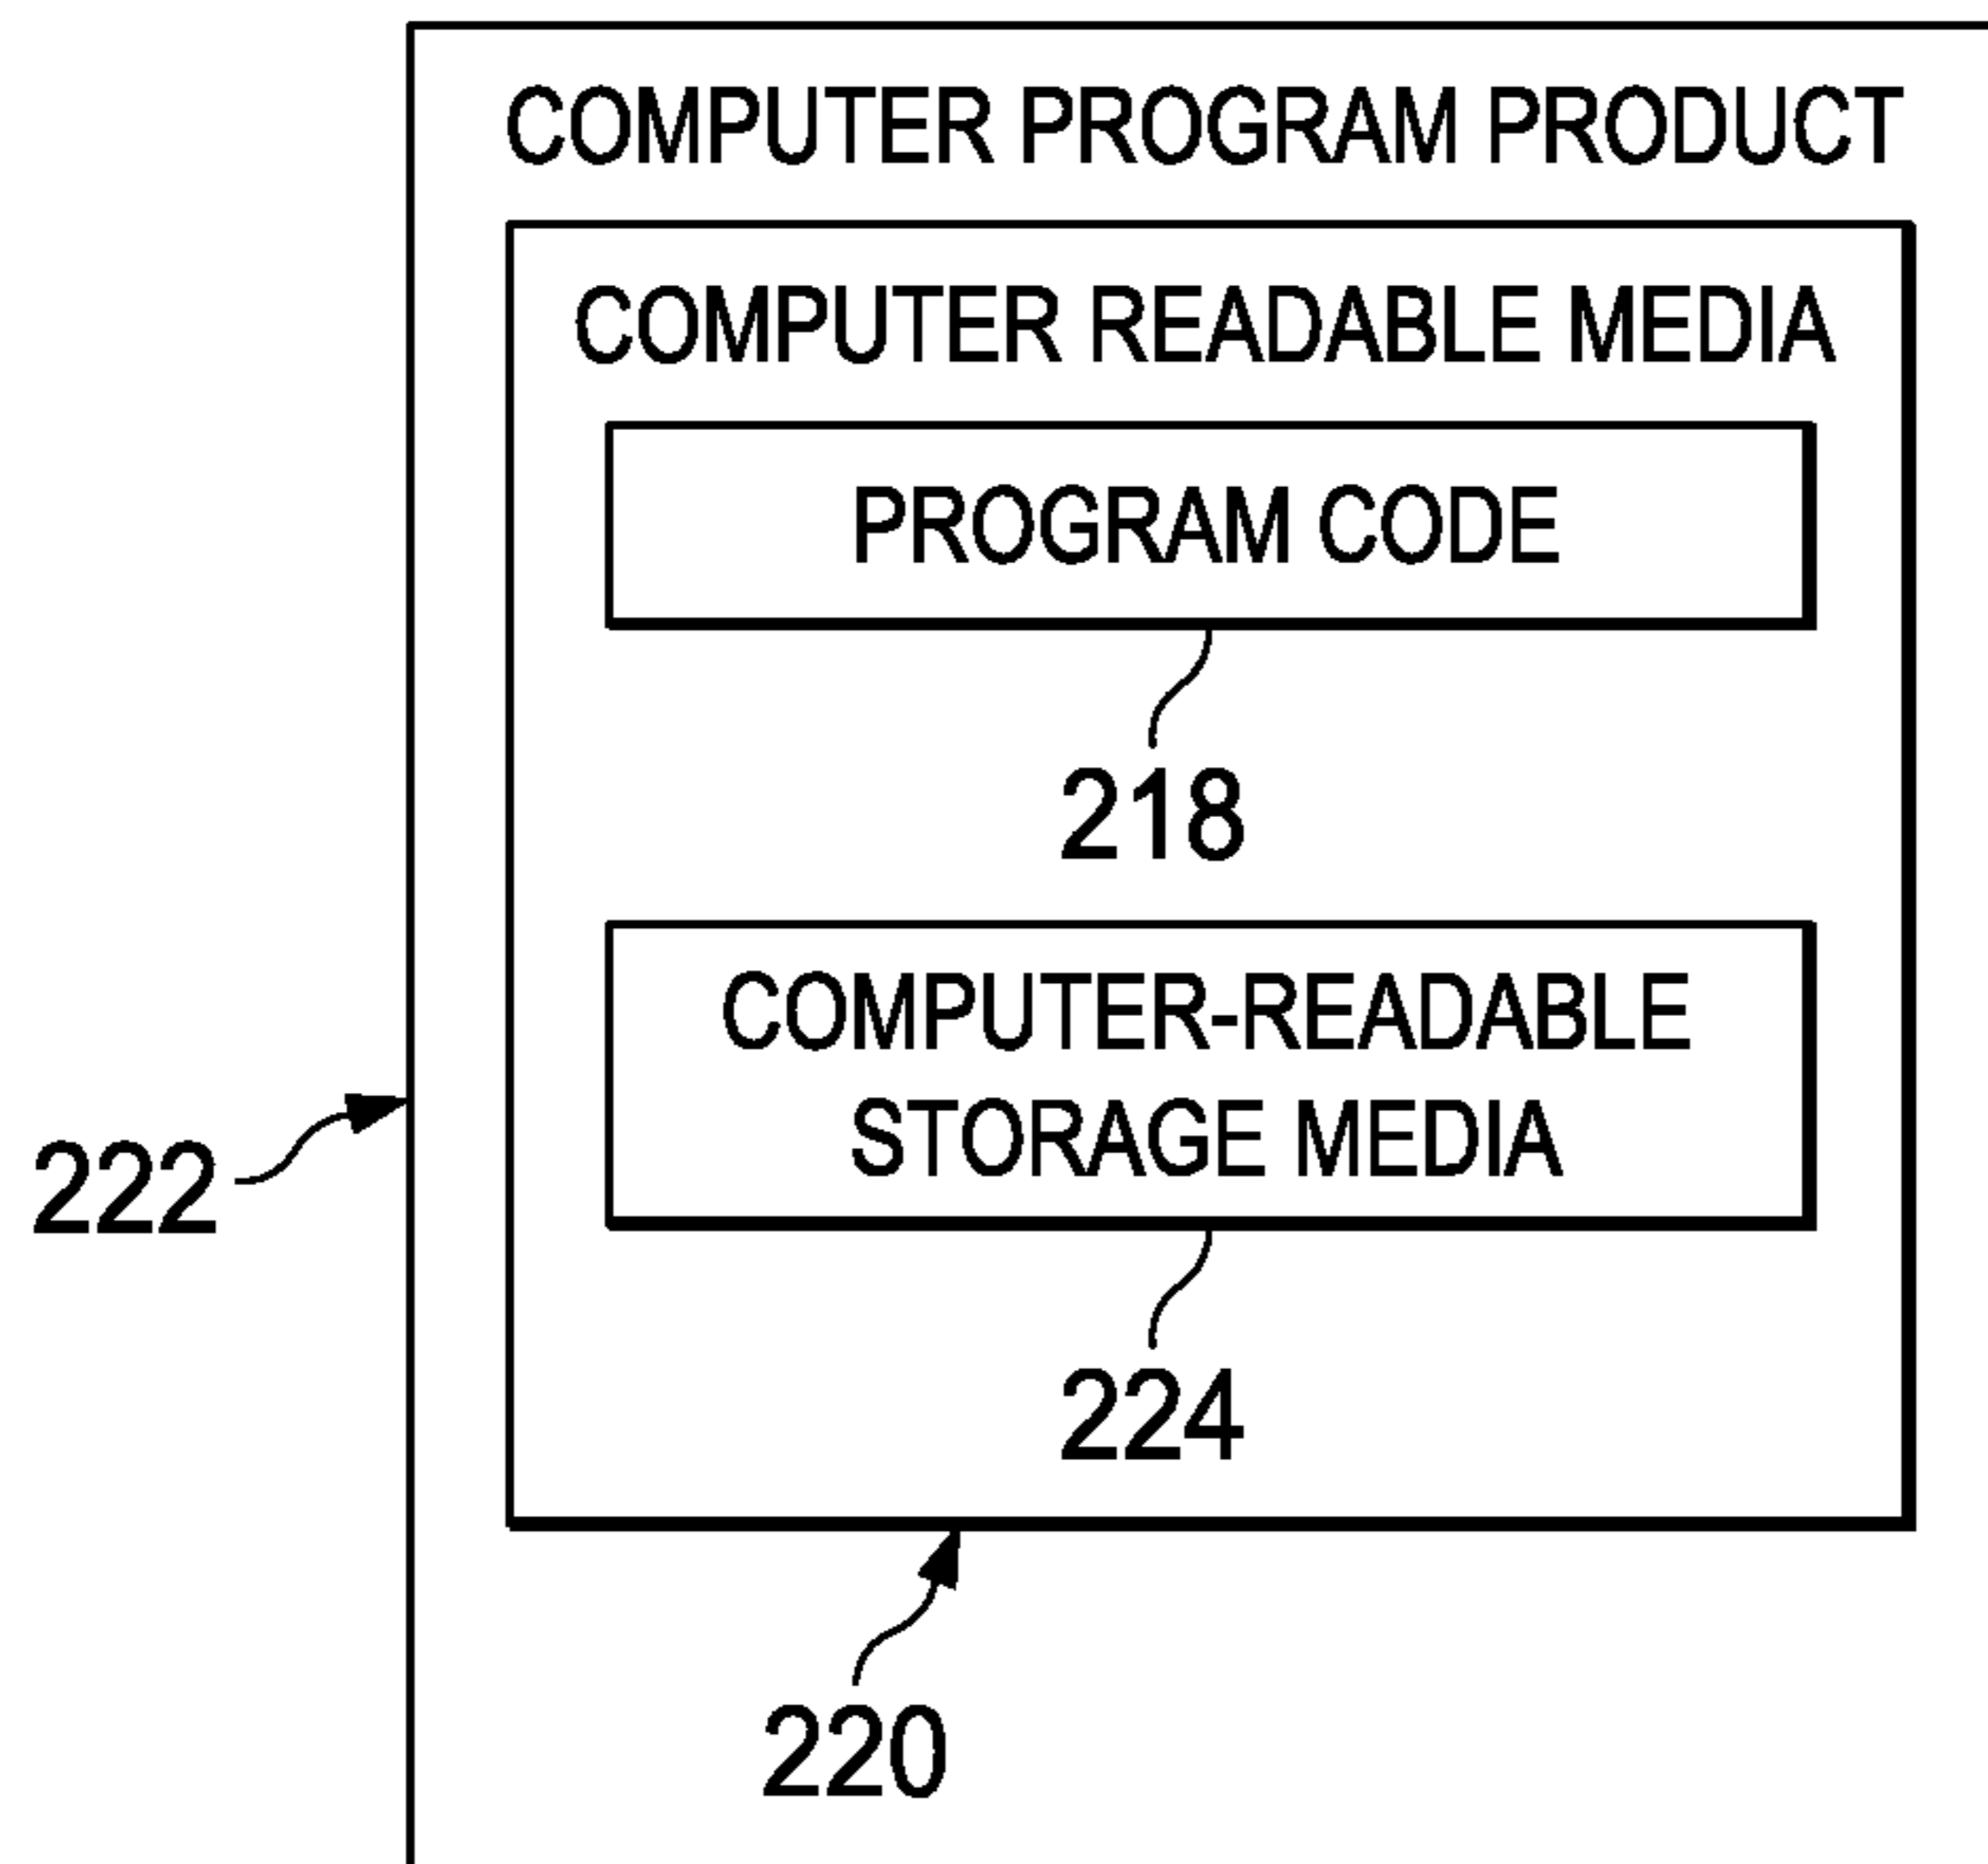 COMPUTER PROGRAM PRODUCT
COMPUTER READABLE MEDIA
PROGRAM CODE
218
COMPUTER-READABLE
STORAGE MEDIA
222
224
220